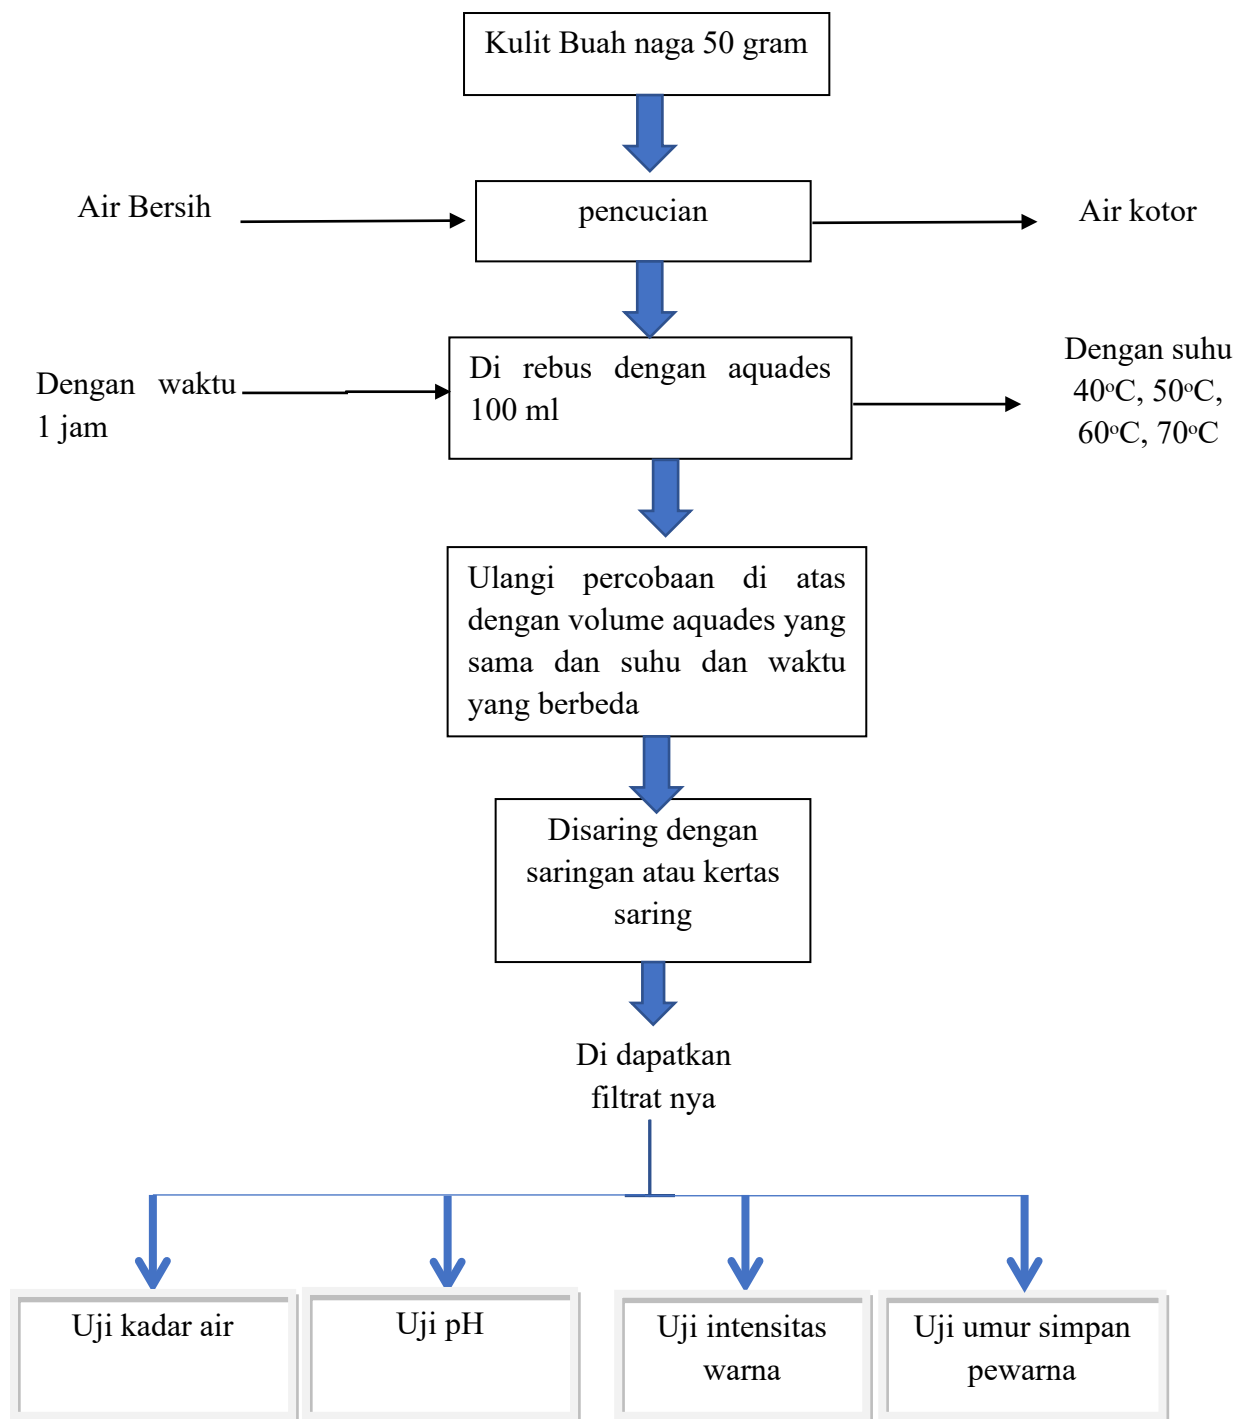 Kulit Buah naga 50 gram
Air Bersih
pencucian
Air kotor
Dengan waktu
1 jam
Di rebus dengan aquades
100 ml
Dengan suhu
40°C, 50°C,
60°C, 70°C
Ulangi percobaan di atas
dengan volume aquades yang
sama dan suhu dan waktu
yang berbeda
Disaring dengan
saringan atau kertas
saring
Di dapatkan
filtrat nya
Uji kadar air
Uji pH
Uji intensitas
warna
Uji umur simpan
pewarna